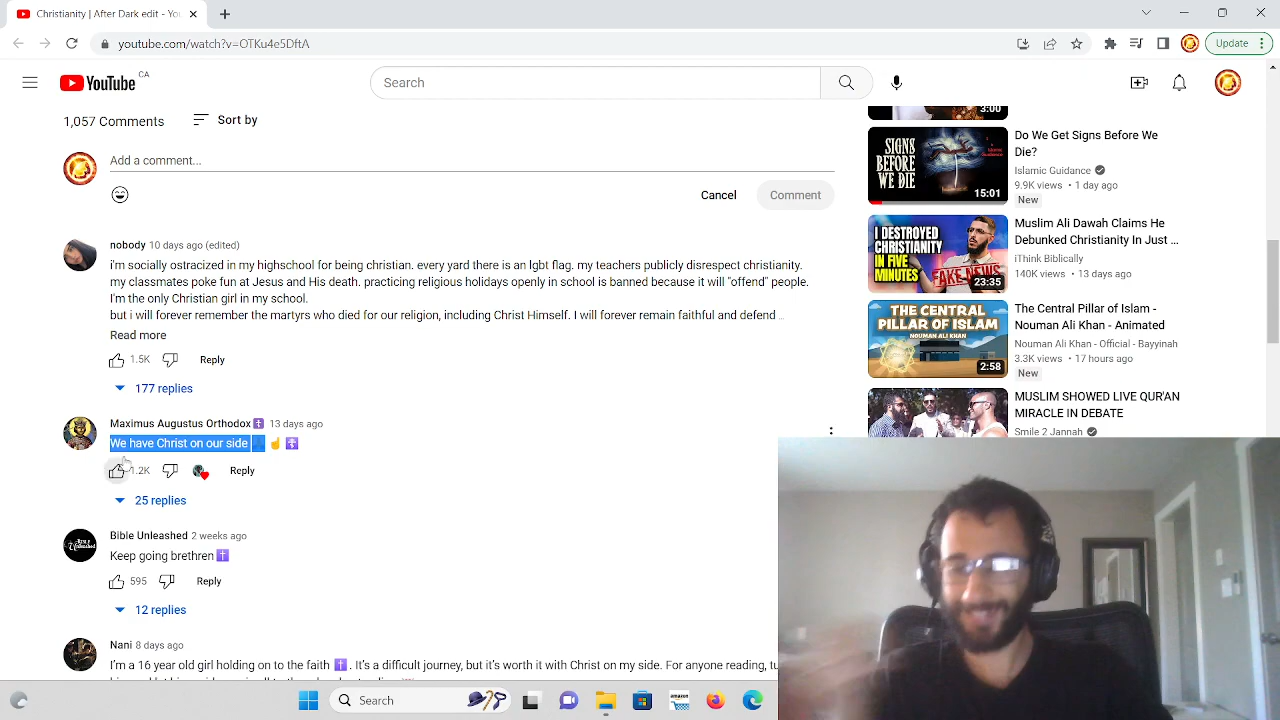 Christianity | After Dark edit - Yo
youtube.com/watch?v=OTKu4e5DftA
Update
YouTube CA
Search
1,057 Comments
Sort by
Add a comment...
Cancel
Comment
nobody 10 days ago (edited)
i'm socially ostracized in my highschool for being christian. every yard there is an lgbt flag. my teachers publicly disrespect christianity.
my classmates make fun of Jesus' death. practicing religious holidays openly in school is banned because it will "offend" people.
I'm the only Christian girl in my school.
but i will forever remember the martyrs who died for our religion, including Christ Himself. I will forever remain faithful and defend ...
Read more
1.5K
Reply
177 replies
Maximus Augustus Orthodox✝️ 13 days ago
We have Christ on our side ☝️ ✝️
1.2K
Reply
25 replies
Bible Unleashed 2 weeks ago
Keep going brethren ✝️
595
Reply
12 replies
Nani 8 days ago
I'm a 16 year old girl holding on to the faith ✝️. It's a difficult journey, but it's worth it with Christ on my side. For anyone reading,
3:00
SIGNS
BEFORE
WE DIE
15:01
Do We Get Signs Before We
Die?
Islamic Guidance
9.9K views • 1 day ago
New
I DESTROYED
CHRISTIANITY
IN FIVE
MINUTES
FAKE NEWS
23:35
Muslim Ali Dawah Claims He
Debunked Christianity In Just ...
iThink Biblically
140K views • 13 days ago
THE CENTRAL
PILLAR OF ISLAM
NOUMAN ALI KHAN
2:58
The Central Pillar of Islam -
Nouman Ali Khan - Animated
Nouman Ali Khan - Official - Bayyinah
3.3K views • 17 hours ago
New
MUSLIM SHOWED LIVE QUR'AN
MIRACLE IN DEBATE
Smile 2 Jannah
Search
amazon